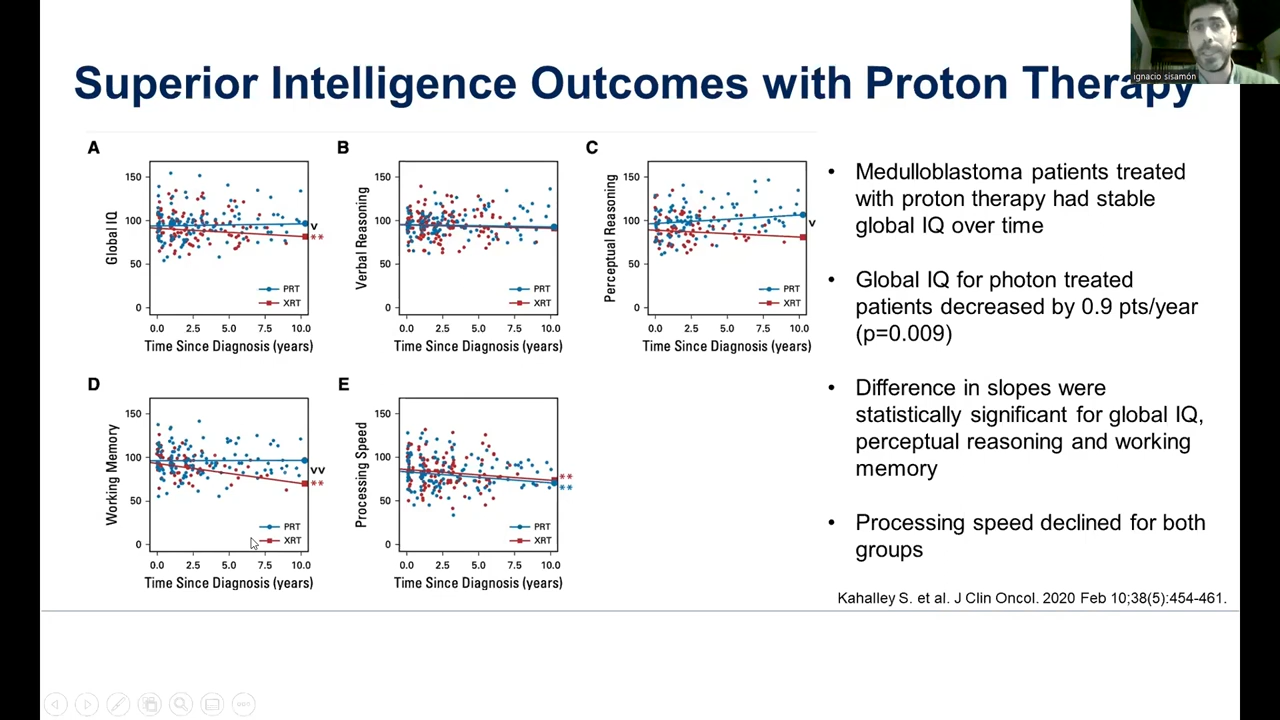 ignacio sisamón
Superior Intelligence Outcomes with Proton Therapy
A
150
100
50
0
Global IQ
v
**
PRT
XRT
0.0 2.5 5.0 7.5 10.0
Time Since Diagnosis (years)
B
150
100
50
0
Verbal Reasoning
PRT
XRT
0.0 2.5 5.0 7.5 10.0
Time Since Diagnosis (years)
C
150
100
50
0
Perceptual Reasoning
v
PRT
XRT
0.0 2.5 5.0 7.5 10.0
Time Since Diagnosis (years)
D
150
100
50
0
Working Memory
vv
**
PRT
XRT
0.0 2.5 5.0 7.5 10.0
Time Since Diagnosis (years)
E
150
100
50
0
Processing Speed
**
**
PRT
XRT
0.0 2.5 5.0 7.5 10.0
Time Since Diagnosis (years)
• Medulloblastoma patients treated
with proton therapy had stable
global IQ over time
• Global IQ for photon treated
patients decreased by 0.9 pts/year
(p=0.009)
• Difference in slopes were
statistically significant for global IQ,
perceptual reasoning and working
memory
• Processing speed declined for both
groups
Kahalley S. et al. J Clin Oncol. 2020 Feb 10;38(5):454-461.